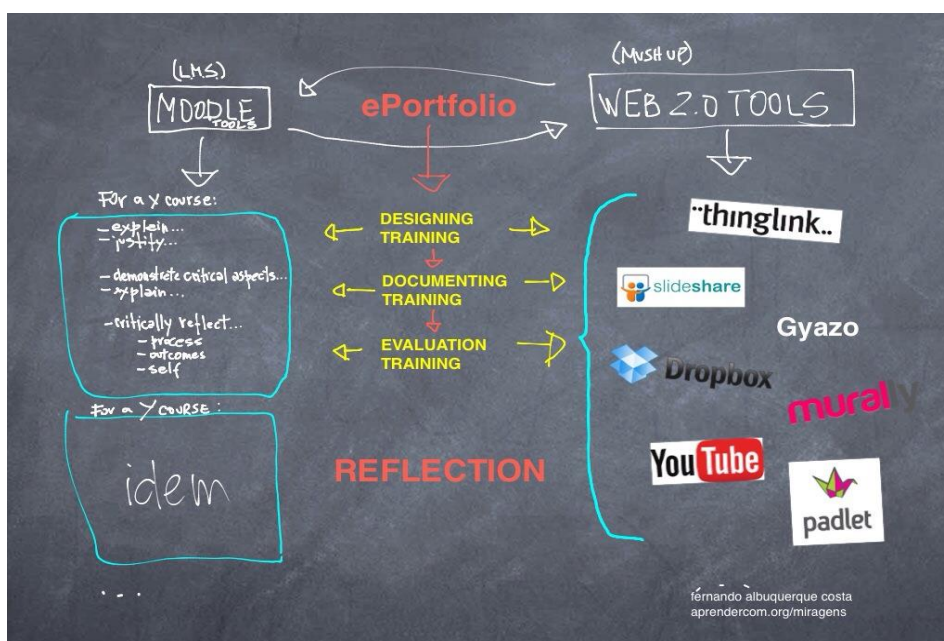 (LMS)
MOODLE
TOOLS
ePortfolio
(MUSH UP)
WEB 2.0 TOOLS
For a X course:
- explein...
- justify...
- demonstrate critical aspects...
- explain...
- critically reflect...
- process
- outcomes
- self
For a Y COURSE:
idem
...
DESIGNING
TRAINING
DOCUMENTING
TRAINING
EVALUATION
TRAINING
REFLECTION
thinglink..
slideshare
Gyazo
Dropbox
murally
YouTube
padlet
fernando albuquerque costa
aprendercom.org/miragens